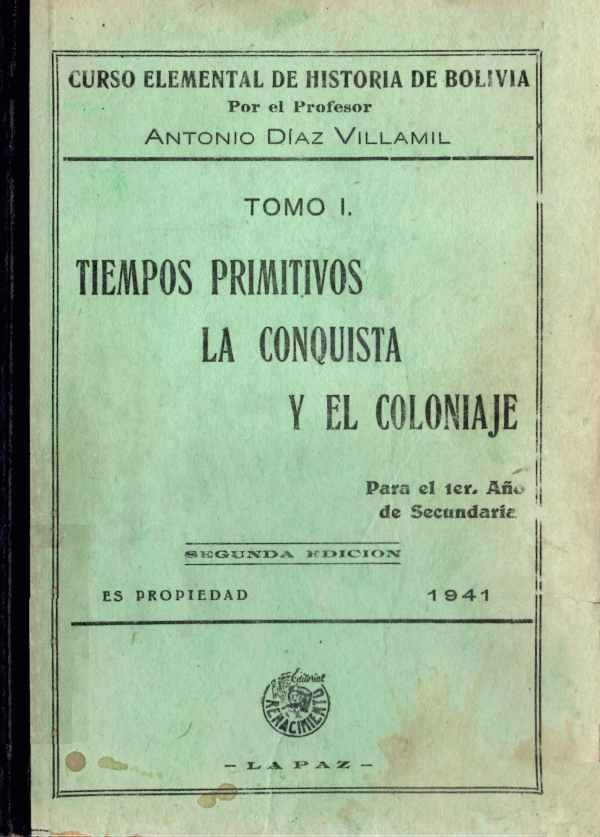 CURSO ELEMENTAL DE HISTORIA DE BOLIVIA
Por el Profesor
ANTONIO DÍAZ VILLAMIL
TOMO I.
TIEMPOS PRIMITIVOS
LA CONQUISTA
Y EL COLONIAJE
Para el 1er. Año
de Secundaria
SEGUNDA EDICION
ES PROPIEDAD 1941
Editorial
RENACIMIENTO
- LA PAZ -